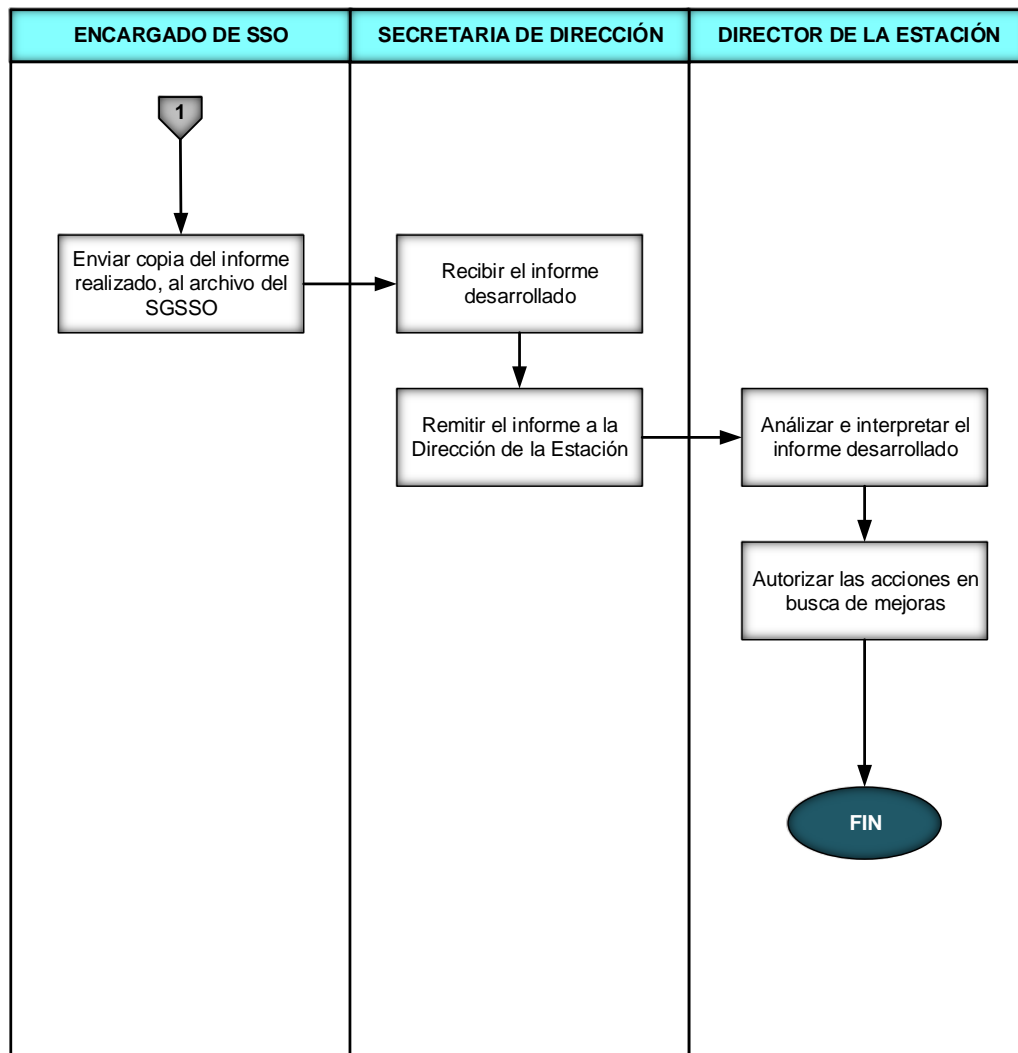 ENCARGADO DE SSO
SECRETARIA DE DIRECCIÓN
DIRECTOR DE LA ESTACIÓN
1
Enviar copia del informe
realizado, al archivo del
SGSSO
Recibir el informe
desarrollado
Remitir el informe a la
Dirección de la Estación
Análizar e interpretar el
informe desarrollado
Autorizar las acciones en
busca de mejoras
FIN